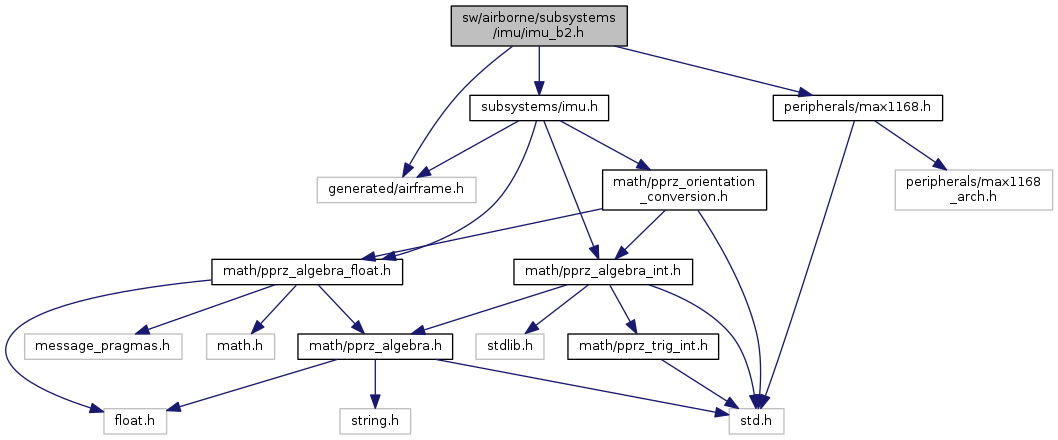 sw/airborne/subsystems
/imu/imu_b2.h
subsystems/imu.h
peripherals/max1168.h
generated/airframe.h
math/pprz_orientation
_conversion.h
peripherals/max1168
_arch.h
math/pprz_algebra_float.h
math/pprz_algebra_int.h
message_pragmas.h
math.h
math/pprz_algebra.h
stdlib.h
math/pprz_trig_int.h
float.h
string.h
std.h